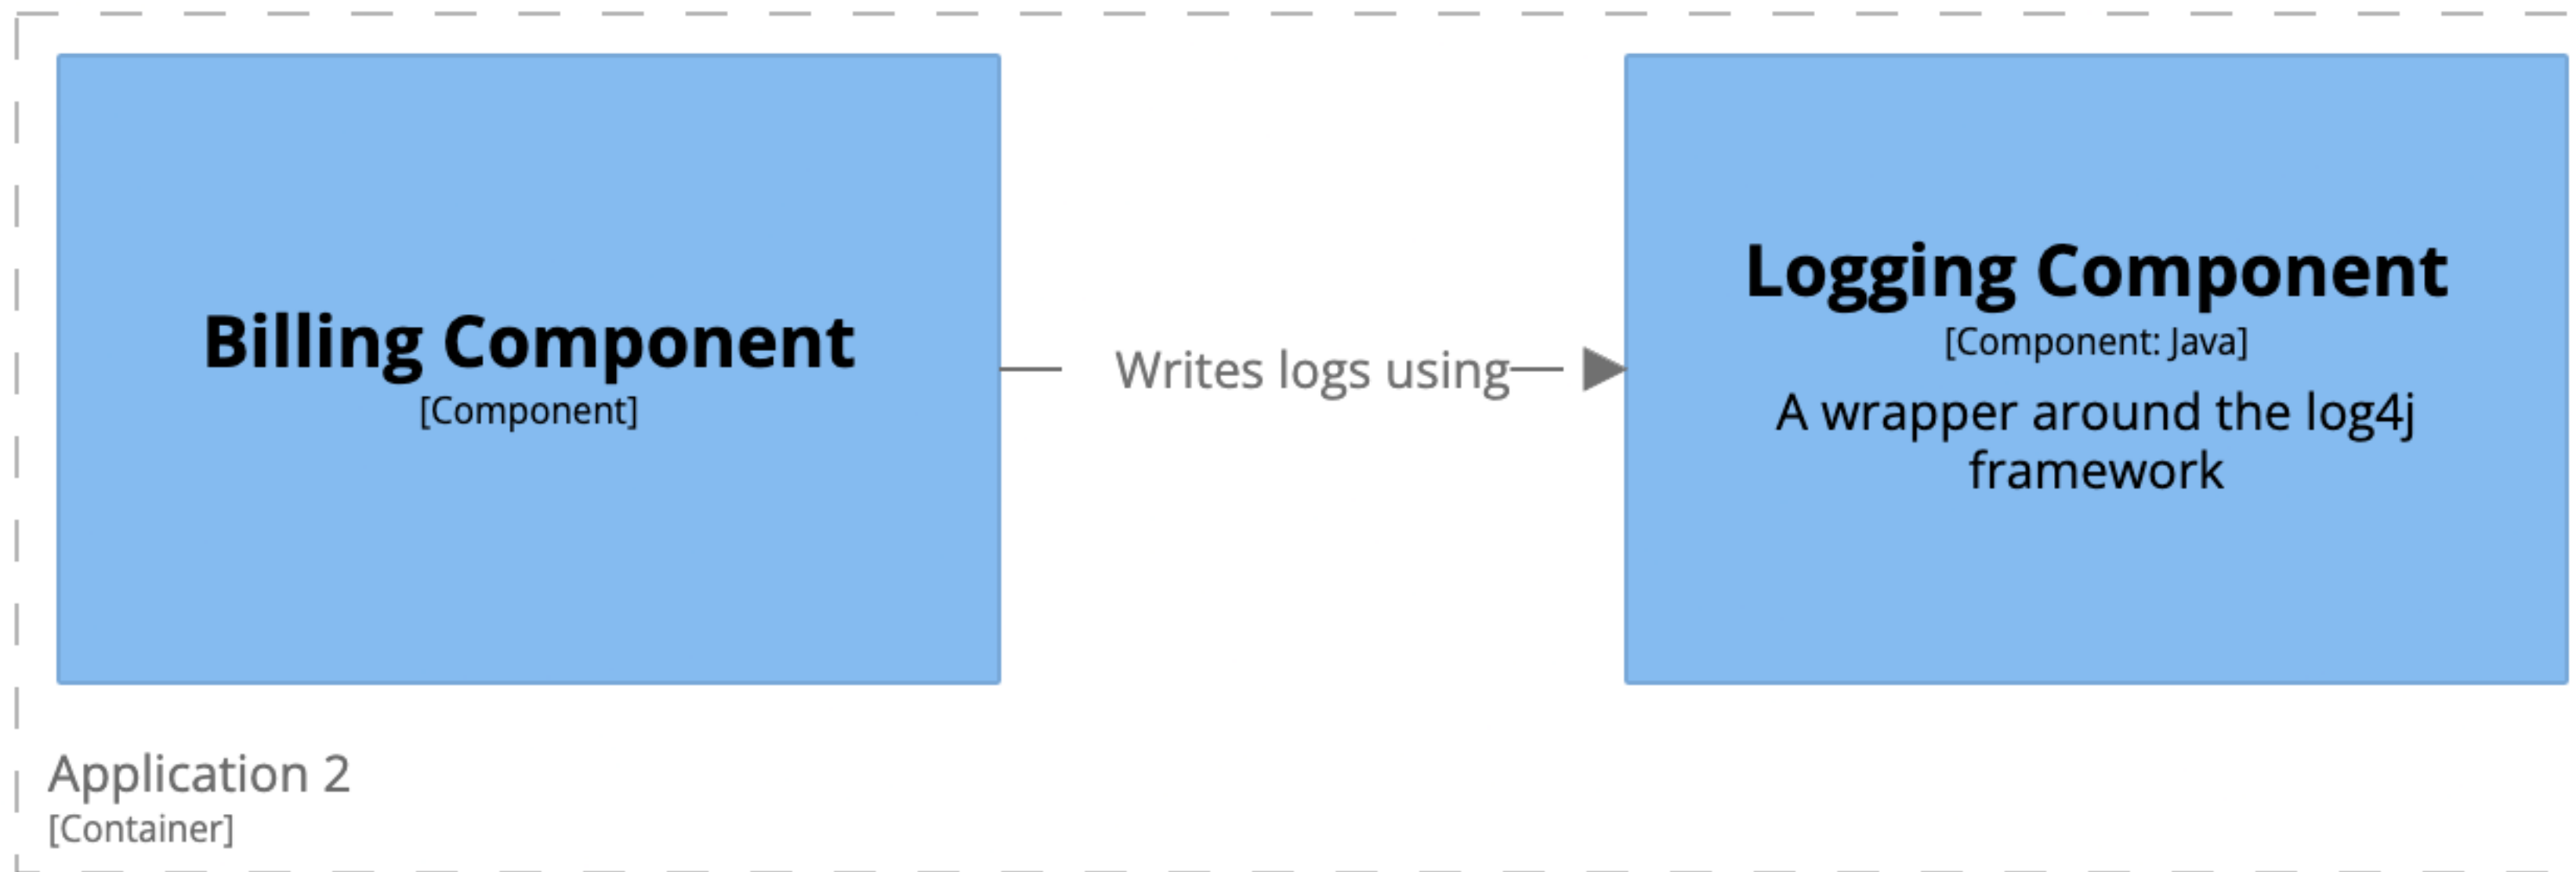 Billing Component
[Component]
Writes logs using
Logging Component
[Component: Java]
A wrapper around the log4j
framework
Application 2
[Container]